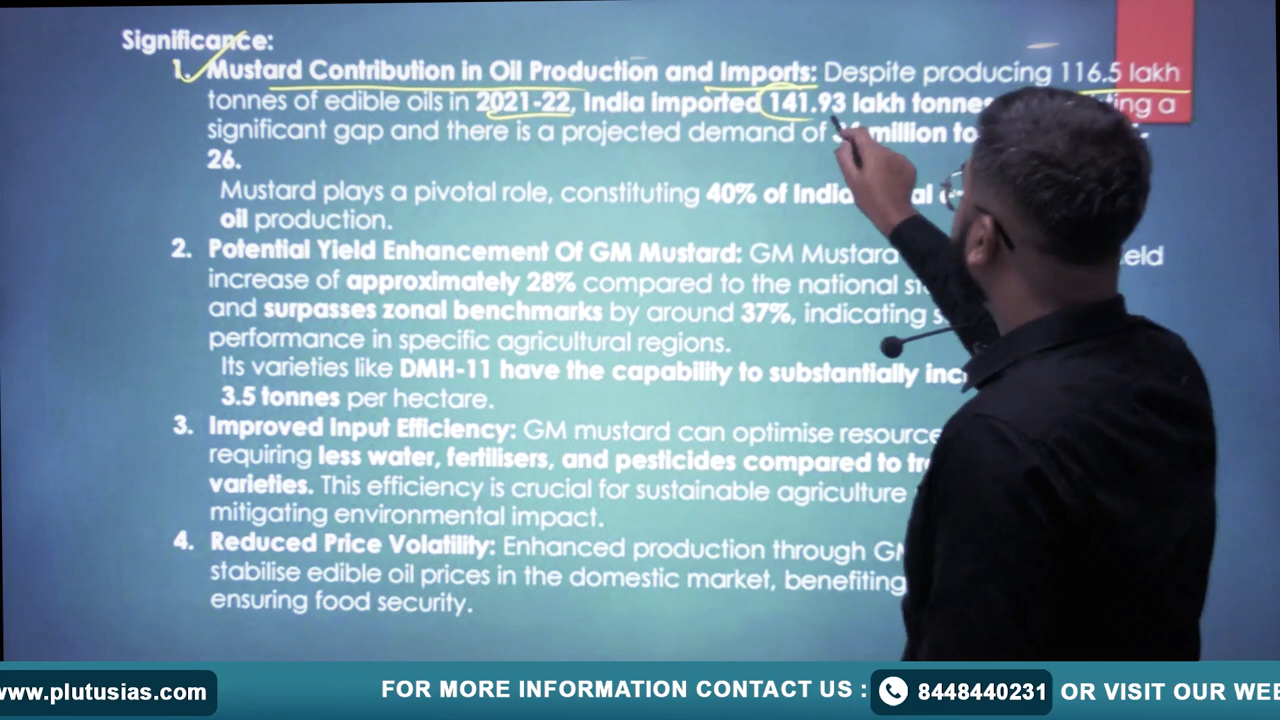 Significance:
1. Mustard Contribution in Oil Production and Imports: Despite producing 116.5 lakh
tonnes of edible oils in 2021-22, India imported 141.93 lakh tonnes a
significant gap and there is a projected demand of million
26.
Mustard plays a pivotal role, constituting 40% of
oil production.
2. Potential Yield Enhancement Of GM Mustard: GM
increase of approximately 28% compared to the national
and surpasses zonal benchmarks by around 37%, indicating
performance in specific agricultural regions.
Its varieties like DMH-11 have the capability to substantially
3.5 tonnes per hectare.
3. Improved Input Efficiency: GM mustard can optimise
requiring less water, fertilisers, and pesticides compared to
varieties. This efficiency is crucial for sustainable agriculture
mitigating environmental impact.
4. Reduced Price Volatility: Enhanced production through
stabilise edible oil prices in the domestic market, benefiting
ensuring food security.
www.plutusias.com FOR MORE INFORMATION CONTACT US : 8448440231 OR VISIT OUR